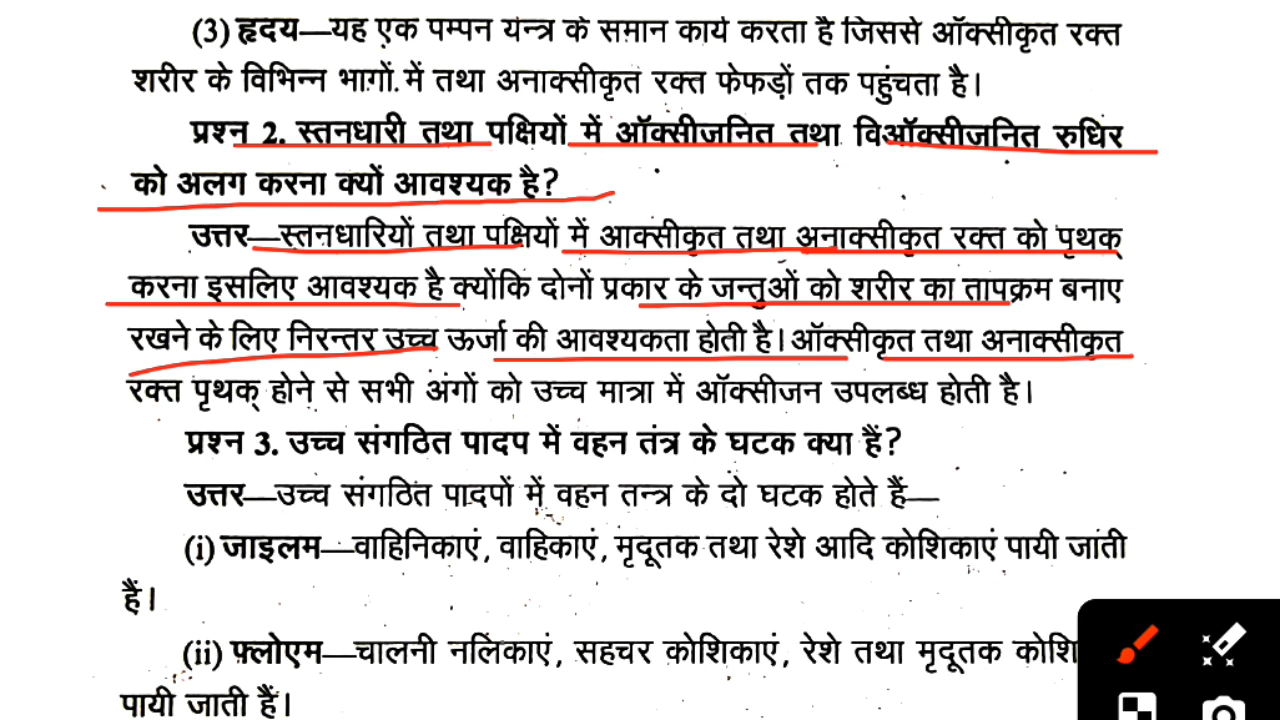 (3) हृदय—यह एक पम्पन यन्त्र के समान कार्य करता है जिससे ऑक्सीकृत रक्त
शरीर के विभिन्न भागों में तथा अनाक्सीकृत रक्त फेफड़ों तक पहुंचता है।
प्रश्न 2. स्तनधारी तथा पक्षियों में ऑक्सीजनित तथा विऑक्सीजनित रुधिर
को अलग करना क्यों आवश्यक है?
उत्तर—स्तनधारियों तथा पक्षियों में आक्सीकृत तथा अनाक्सीकृत रक्त को पृथक्
करना इसलिए आवश्यक है क्योंकि दोनों प्रकार के जन्तुओं को शरीर का तापक्रम बनाए
रखने के लिए निरन्तर उच्च ऊर्जा की आवश्यकता होती है। ऑक्सीकृत तथा अनाक्सीकृत
रक्त पृथक् होने से सभी अंगों को उच्च मात्रा में ऑक्सीजन उपलब्ध होती है।
प्रश्न 3. उच्च संगठित पादप में वहन तंत्र के घटक क्या हैं?
उत्तर—उच्च संगठित पादपों में वहन तन्त्र के दो घटक होते हैं—
(i) जाइलम—वाहिनिकाएं, वाहिकाएं, मृदूतक तथा रेशे आदि कोशिकाएं पायी जाती
हैं।
(ii) फ़्लोएम—चालनी नलिकाएं, सहचर कोशिकाएं, रेशे तथा मृदूतक
पायी जाती हैं।